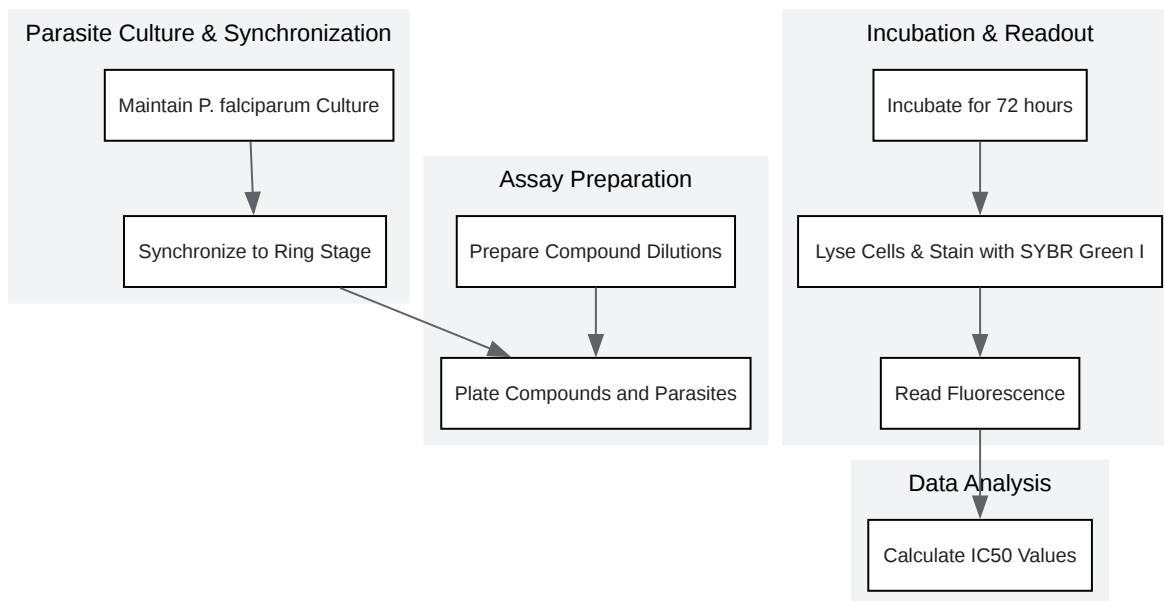 Parasite Culture & Synchronization
Maintain P. falciparum Culture
Synchronize to Ring Stage
Assay Preparation
Prepare Compound Dilutions
Plate Compounds and Parasites
Incubation & Readout
Incubate for 72 hours
Lyse Cells & Stain with SYBR Green I
Read Fluorescence
Data Analysis
Calculate IC50 Values